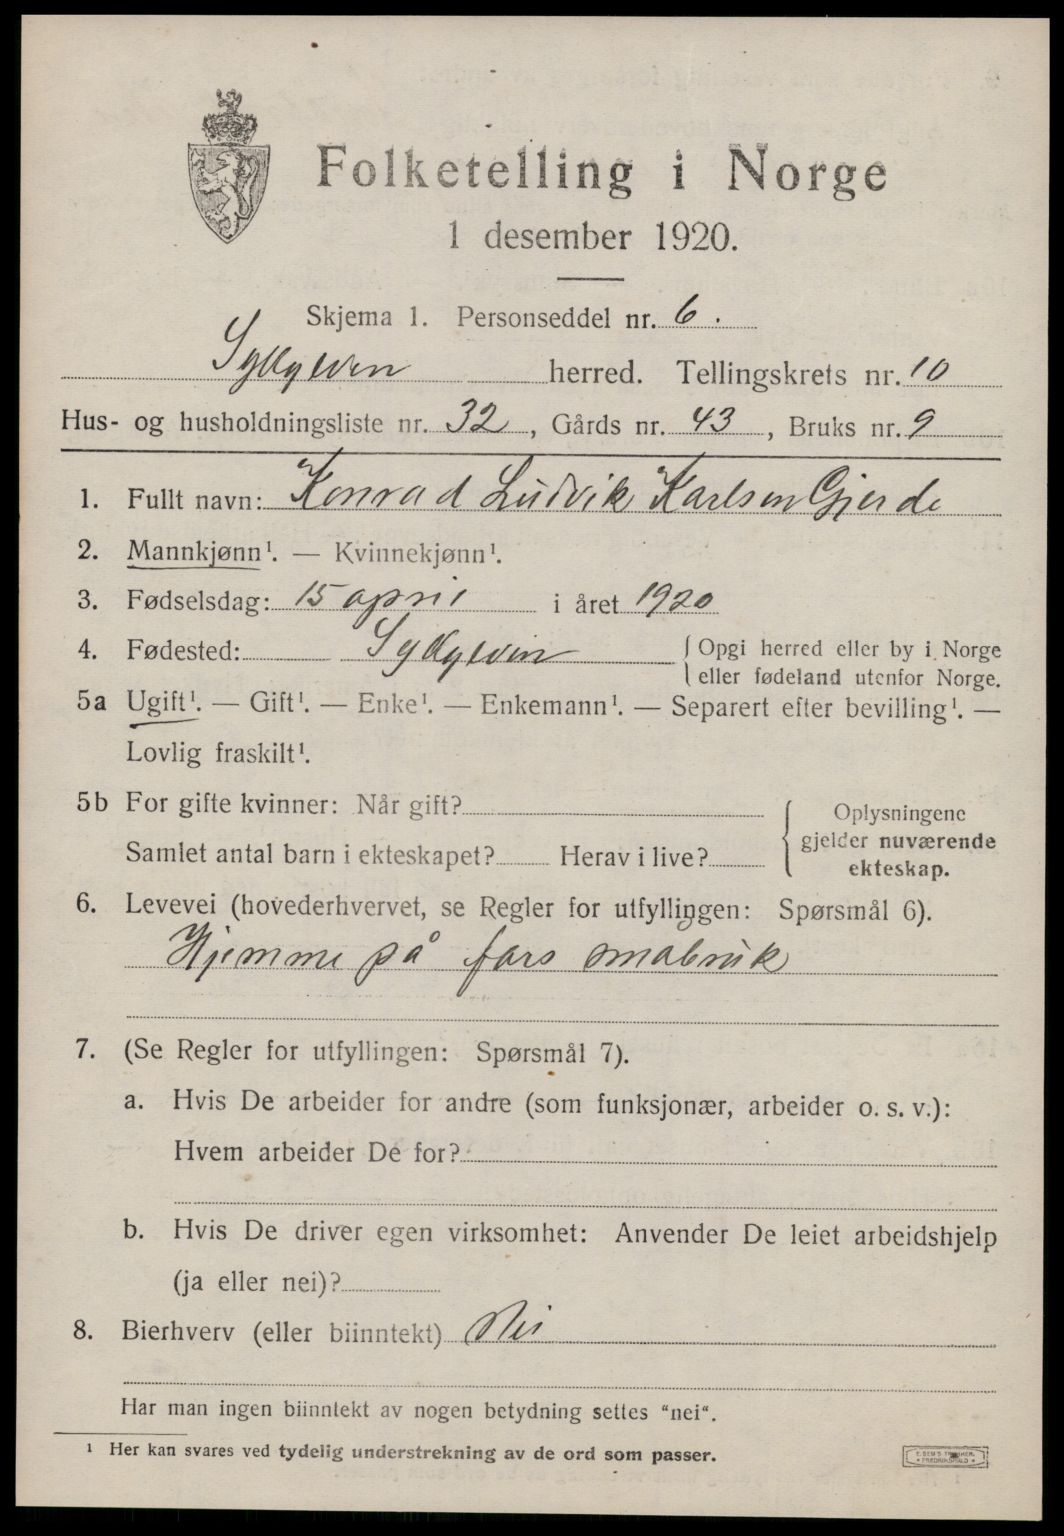 Folketelling i Norge
1 desember 1920.
Skjema 1. Personseddel nr. 6.
Sykkylven herred. Tellingskrets nr. 10
Hus- og husholdningsliste nr. 32, Gårds nr. 43, Bruks nr. 9
1. Fullt navn: Konrad Ludvik Karlsen Gjerde
2. Mannkjønn¹. — Kvinnekjønn¹.
3. Fødselsdag: 15 april i året 1920
4. Fødested: Sykkylven { Opgi herred eller by i Norge
eller fødeland utenfor Norge.
5a Ugift¹. — Gift¹. — Enke¹. — Enkemann¹. — Separert efter bevilling¹. —
Lovlig fraskilt¹.
5b For gifte kvinner: Når gift?
Samlet antal barn i ekteskapet? Herav i live?
{ Oplysningene
gjelder nuværende
ekteskap.
6. Levevei (hovederhvervet, se Regler for utfyllingen: Spørsmål 6).
Hjemme på fars småbruk
7. (Se Regler for utfyllingen: Spørsmål 7).
a. Hvis De arbeider for andre (som funksjonær, arbeider o. s. v.):
Hvem arbeider De for?
b. Hvis De driver egen virksomhet: Anvender De leiet arbeidshjelp
(ja eller nei)?
8. Bierhverv (eller biinntekt) Nei
Har man ingen biinntekt av nogen betydning settes "nei".
¹ Her kan svares ved tydelig understrekning av de ord som passer.